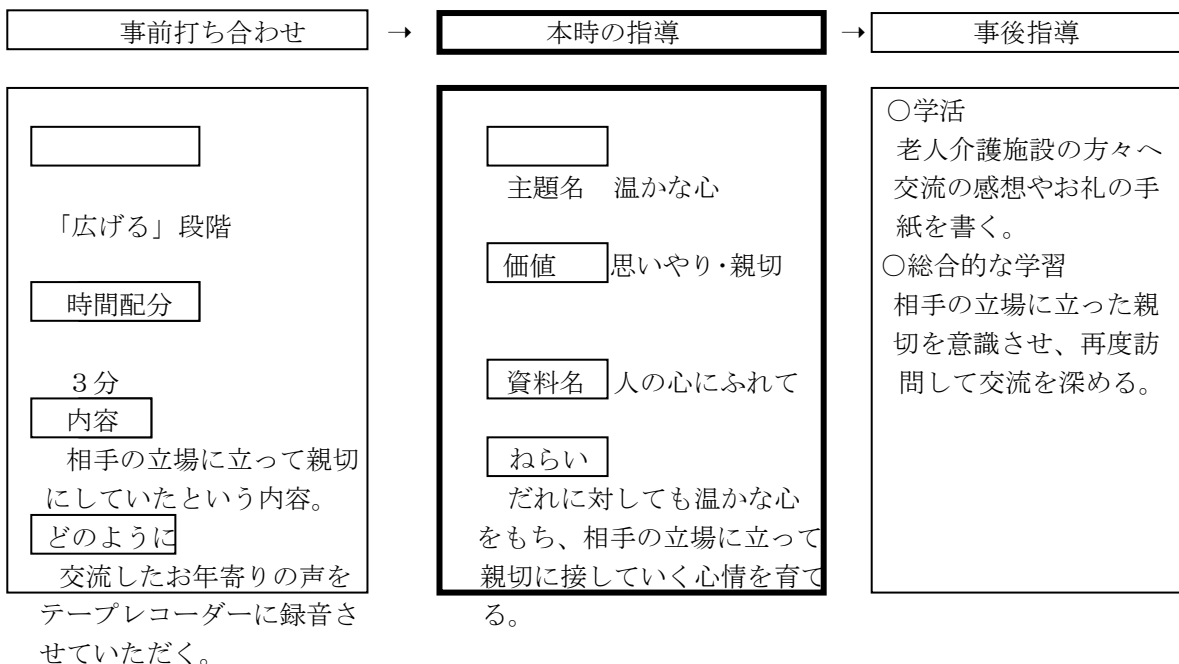 事前打ち合わせ → 本時の指導 → 事後指導
「広げる」段階
時間配分
3分
内容
相手の立場に立って親切
にしていたという内容。
どのように
交流したお年寄りの声を
テープレコーダーに録音さ
せていただく。
主題名 温かな心
価値 思いやり・親切
資料名 人の心にふれて
ねらい
だれに対しても温かな心
をもち、相手の立場に立って
親切に接していく心情を育て
る。
○学活
老人介護施設の方々へ
交流の感想やお礼の手
紙を書く。
○総合的な学習
相手の立場に立った親
切を意識させ、再度訪
問して交流を深める。